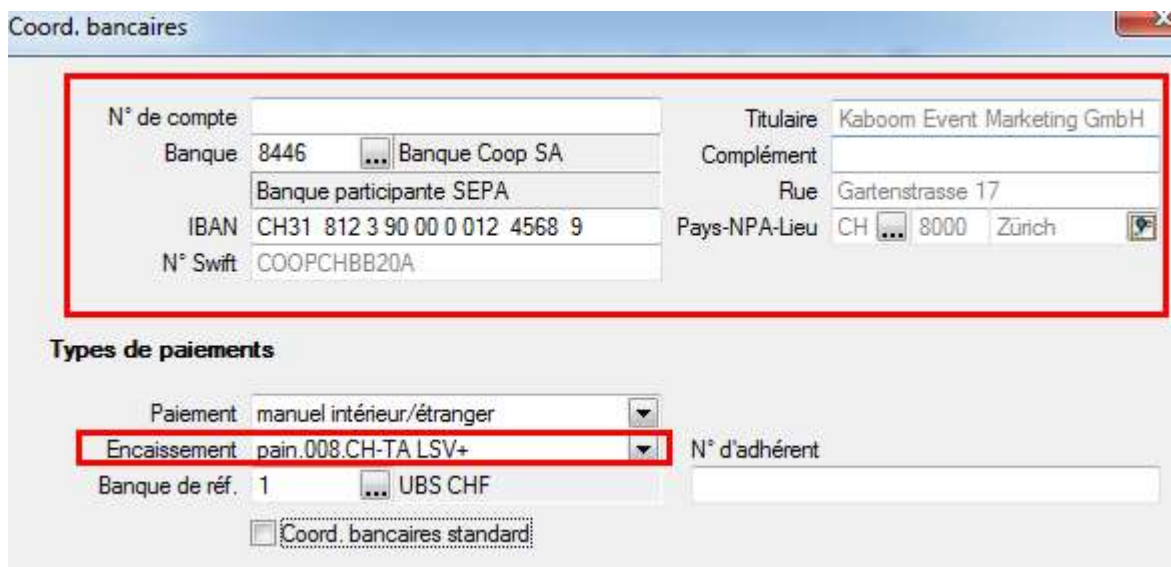 Coord. bancaires
N° de compte
Titulaire Kaboom Event Marketing GmbH
Banque 8446 ... Banque Coop SA
Complément
Banque participante SEPA
Rue Gartenstrasse 17
IBAN CH31 812 3 90 00 0 012 4568 9
Pays-NPA-Lieu CH ... 8000 Zürich
N° Swift COOPCHBB20A
Types de paiements
Paiement manuel intérieur/étranger
Encaissement pain.008.CH-TA LSV+
N° d'adhérent
Banque de réf. 1 ... UBS CHF
Coord. bancaires standard